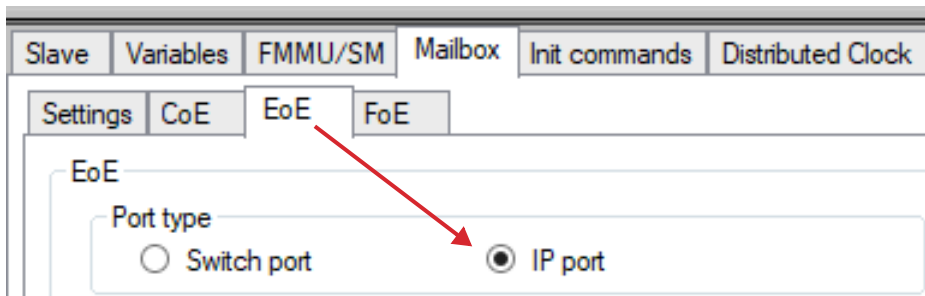 Slave Variables FMMU/SM Mailbox Init commands Distributed Clock
Settings CoE EoE FoE
EoE
Port type
Switch port IP port